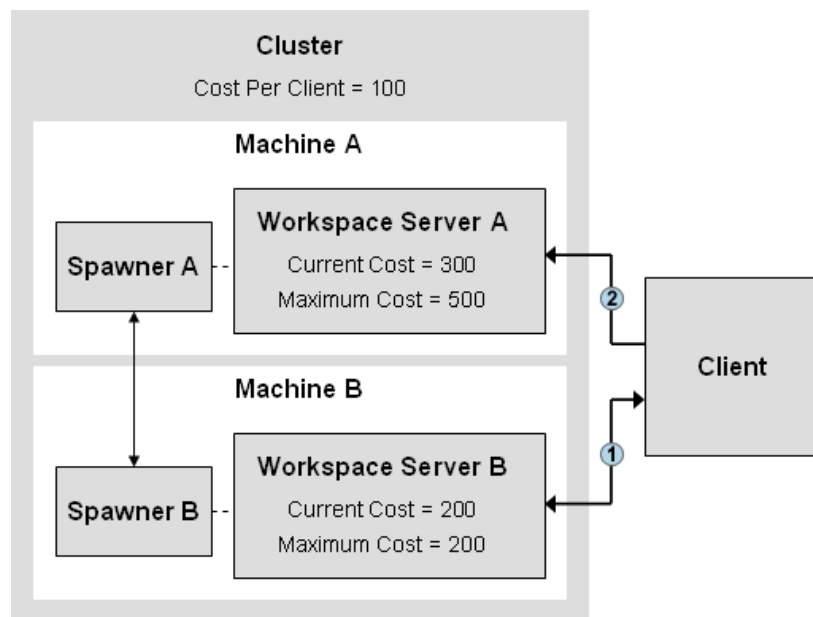 Cluster
Cost Per Client = 100
Machine A
Workspace Server A
Current Cost = 300
Maximum Cost = 500
Spawner A
2
Client
Machine B
1
Workspace Server B
Current Cost = 200
Maximum Cost = 200
Spawner B